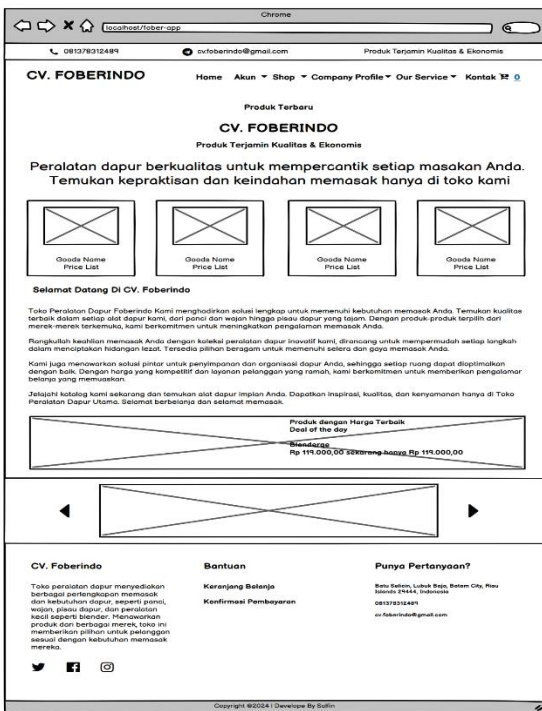 Chrome
localhost/fober-app
081378312489
cvfoberindo@gmail.com
Produk Terjamin Kualitas & Ekonomis
CV. FOBERINDO
Home Akun Shop Company Profile Our Service Kontak 0
Produk Terbaru
CV. FOBERINDO
Produk Terjamin Kualitas & Ekonomis
Peralatan dapur berkualitas untuk mempercantik setiap masakan Anda.
Temukan kepraktisan dan keindahan memasak hanya di toko kami
Goods Name
Price List
Goods Name
Price List
Goods Name
Price List
Goods Name
Price List
Selamat Datang Di CV. Foberindo
Toko Peralatan Dapur Foberindo Kami menghadirkan solusi lengkap untuk memenuhi kebutuhan memasak Anda. Temukan kualitas
terbaik dalam setiap alat dapur kami, dari panci dan wajan hingga pisau dapur yang tajam. Dengan produk-produk terpilih dari
merek-merek terkemuka, kami berkomitmen untuk meningkatkan pengalaman memasak Anda.
Rangkullah keahlian memasak Anda dengan koleksi peralatan dapur inovatif kami, dirancang untuk mempermudah setiap langkah
dalam menciptakan hidangan lezat. Tersedia pilihan beragam untuk memenuhi selera dan gaya memasak Anda.
Kami juga menawarkan solusi pintar untuk penyimpanan dan organisasi dapur Anda, sehingga setiap ruang dapat dioptimalkan
dengan baik. Dengan harga yang kompetitif dan layanan pelanggan yang ramah, kami berkomitmen untuk memberikan pengalaman
belanja yang memuaskan.
Jelajahi katalog kami sekarang dan temukan alat dapur impian Anda. Dapatkan inspirasi, kualitas, dan kenyamanan hanya di Toko
Peralatan Dapur Utama. Selamat berbelanja dan selamat memasak.
Produk dengan Harga Terbaik
Deal of the day
Blenderge
Rp 119.000,00 sekarang hanya Rp 119.000,00
CV. Foberindo
Toko peralatan dapur menyediakan
berbagai perlengkapan memasak
dan kebutuhan dapur, seperti panci,
wajan, pisau dapur, dan peralatan
kecil seperti blender. Menawarkan
produk dari berbagai merek, toko ini
memberikan pilihan untuk pelanggan
sesuai dengan kebutuhan memasak
mereka.
Bantuan
Keranjang Belanja
Konfirmasi Pembayaran
Punya Pertanyaan?
Batu Selicin, Lubuk Baja, Batam City, Riau
Islands 29444, Indonesia
081378312489
cv.foberindo@gmail.com
Copyright @2024 | Develope By Salfin